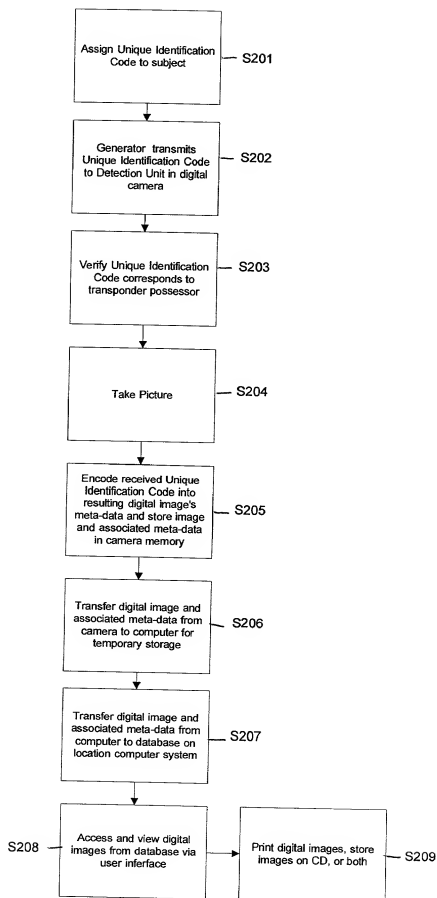 Assign Unique Identification
Code to subject
S201
Generator transmits
Unique Identification Code
to Detection Unit in digital
camera
S202
Verify Unique Identification
Code corresponds to
transponder possessor
S203
Take Picture
S204
Encode received Unique
Identification Code into
resulting digital image's
meta-data and store image
and associated meta-data
in camera memory
S205
Transfer digital image and
associated meta-data from
camera to computer for
temporary storage
S206
Transfer digital image and
associated meta-data from
computer to database on
location computer system
S207
S208
Access and view digital
images from database via
user inferface
Print digital images, store
images on CD, or both
S209